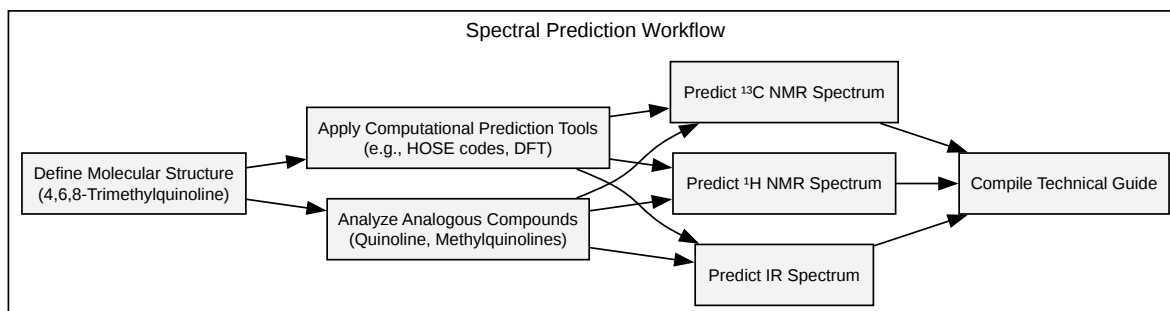 Spectral Prediction Workflow
Define Molecular Structure
(4,6,8-Trimethylquinoline)
Apply Computational Prediction Tools
(e.g., HOSE codes, DFT)
Analyze Analogous Compounds
(Quinoline, Methylquinolines)
Predict ¹³C NMR Spectrum
Predict ¹H NMR Spectrum
Predict IR Spectrum
Compile Technical Guide